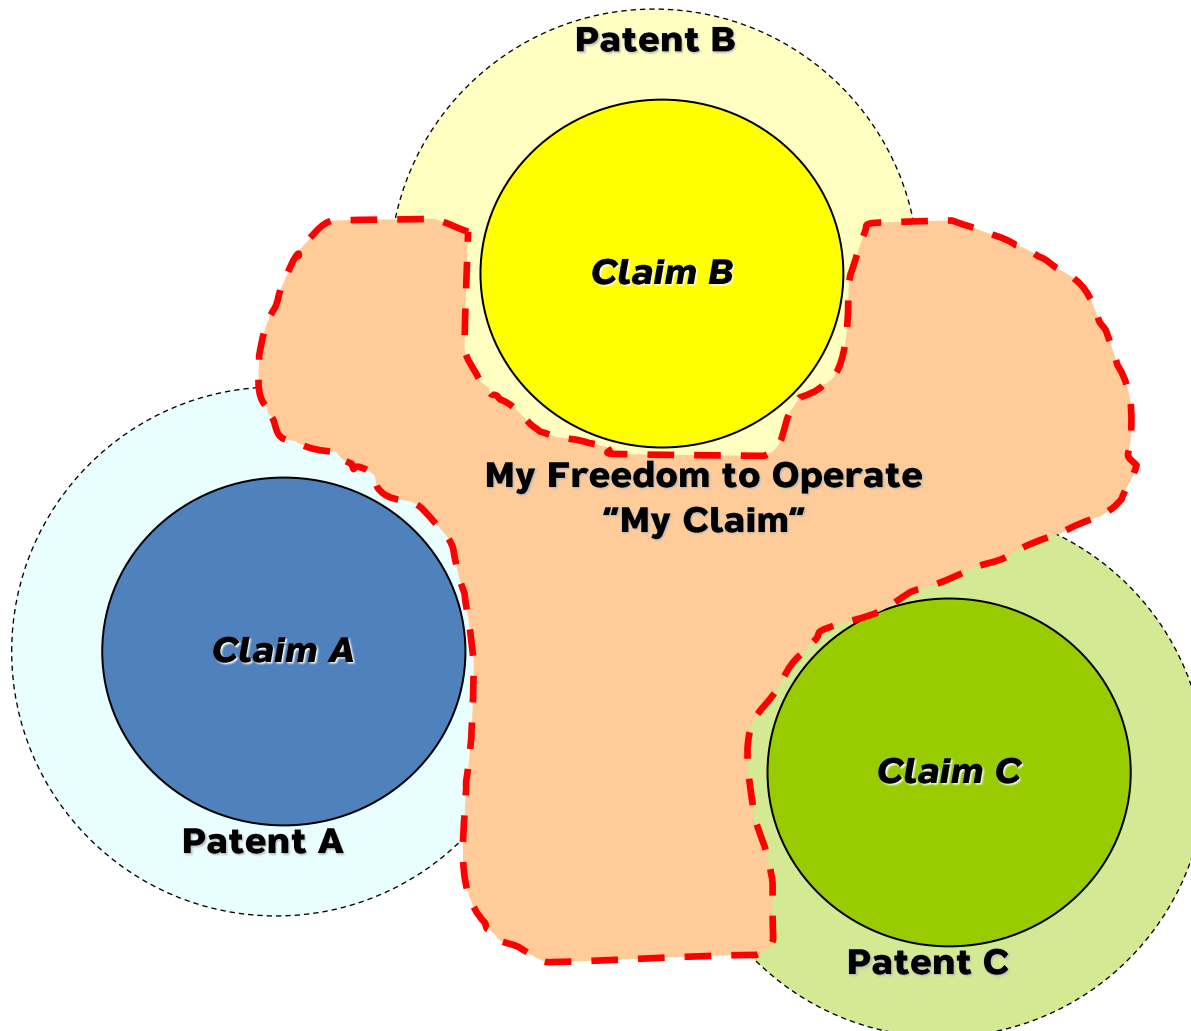 Patent B
Claim B
My Freedom to Operate
“My Claim”
Claim A
Patent A
Claim C
Patent C